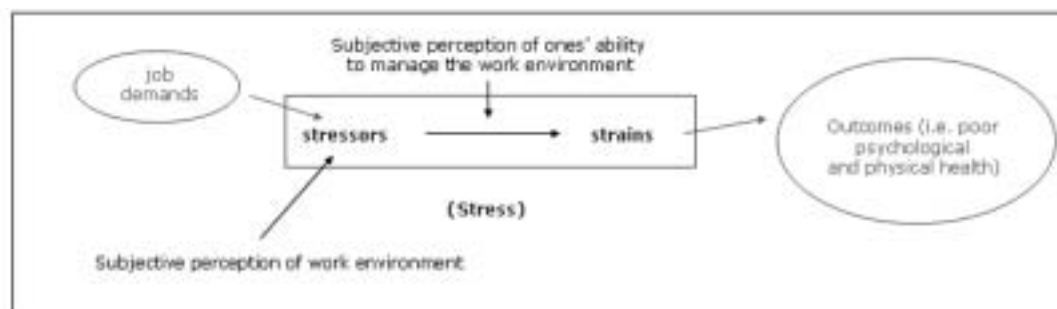 Subjective perception of ones' ability
to manage the work environment
job
demands
stressors
strains
Outcomes (i.e. poor
psychological
and physical health)
(Stress)
Subjective perception of work environment